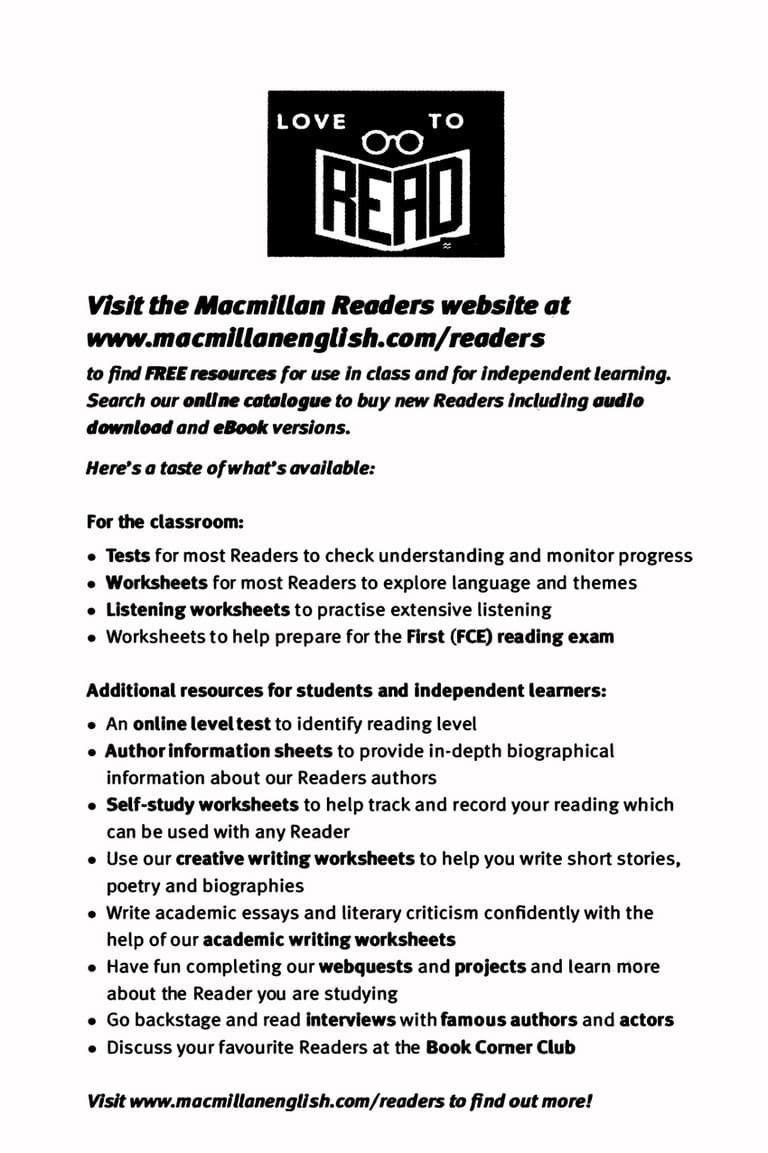 LOVE TO
READ
Visit the Macmillan Readers website at
www.macmillanenglish.com/readers
to find FREE resources for use in class and for independent learning.
Search our online catalogue to buy new Readers including audio
download and eBook versions.
Here's a taste of what's available:
For the classroom:
• Tests for most Readers to check understanding and monitor progress
• Worksheets for most Readers to explore language and themes
• Listening worksheets to practise extensive listening
• Worksheets to help prepare for the First (FCE) reading exam
Additional resources for students and independent learners:
• An online level test to identify reading level
• Author information sheets to provide in-depth biographical
information about our Readers authors
• Self-study worksheets to help track and record your reading which
can be used with any Reader
• Use our creative writing worksheets to help you write short stories,
poetry and biographies
• Write academic essays and literary criticism confidently with the
help of our academic writing worksheets
• Have fun completing our webquests and projects and learn more
about the Reader you are studying
• Go backstage and read interviews with famous authors and actors
• Discuss your favourite Readers at the Book Corner Club
Visit www.macmillanenglish.com/readers to find out more!